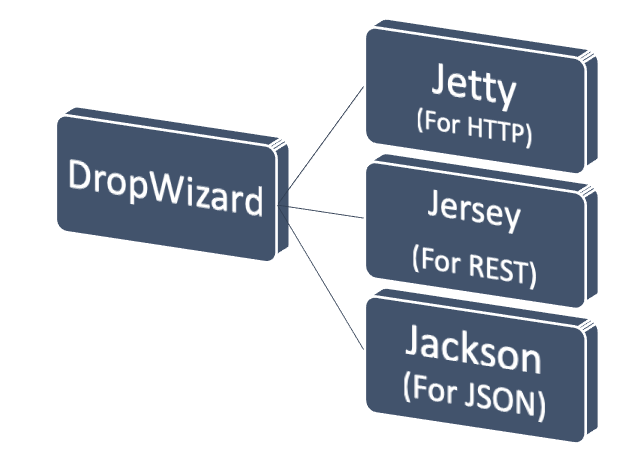 DropWizard
Jetty
(For HTTP)
Jersey
(For REST)
Jackson
(For JSON)